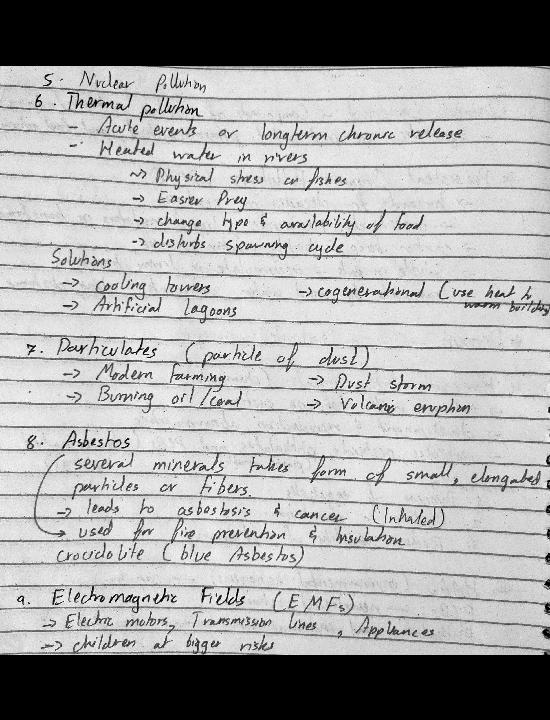 5. Nuclear Pollution
6. Thermal pollution
- Acute events or longterm chronic release
- Heated water in rivers
→ Physical stress on fishes
→ Easier Prey
→ change type & availability of food
→ disturbs spawning cycle
Solutions
→ cooling towers → cogenerational (use heat to warm building
→ Artificial lagoons
7. Particulates (particle of dust)
→ Modern farming → Dust storm
→ Burning oil/coal → Volcanic eruption
8. Asbestos
several minerals takes form of small, elongated
particles or fibers.
→ leads to asbostosis & cancer (Inhaled)
→ used for fire prevention & Insulation
crocidolite (blue Asbestos)
9. Electromagnetic Fields (EMFs)
→ Electric motors, Transmission lines, Appliances
→ children at bigger risks